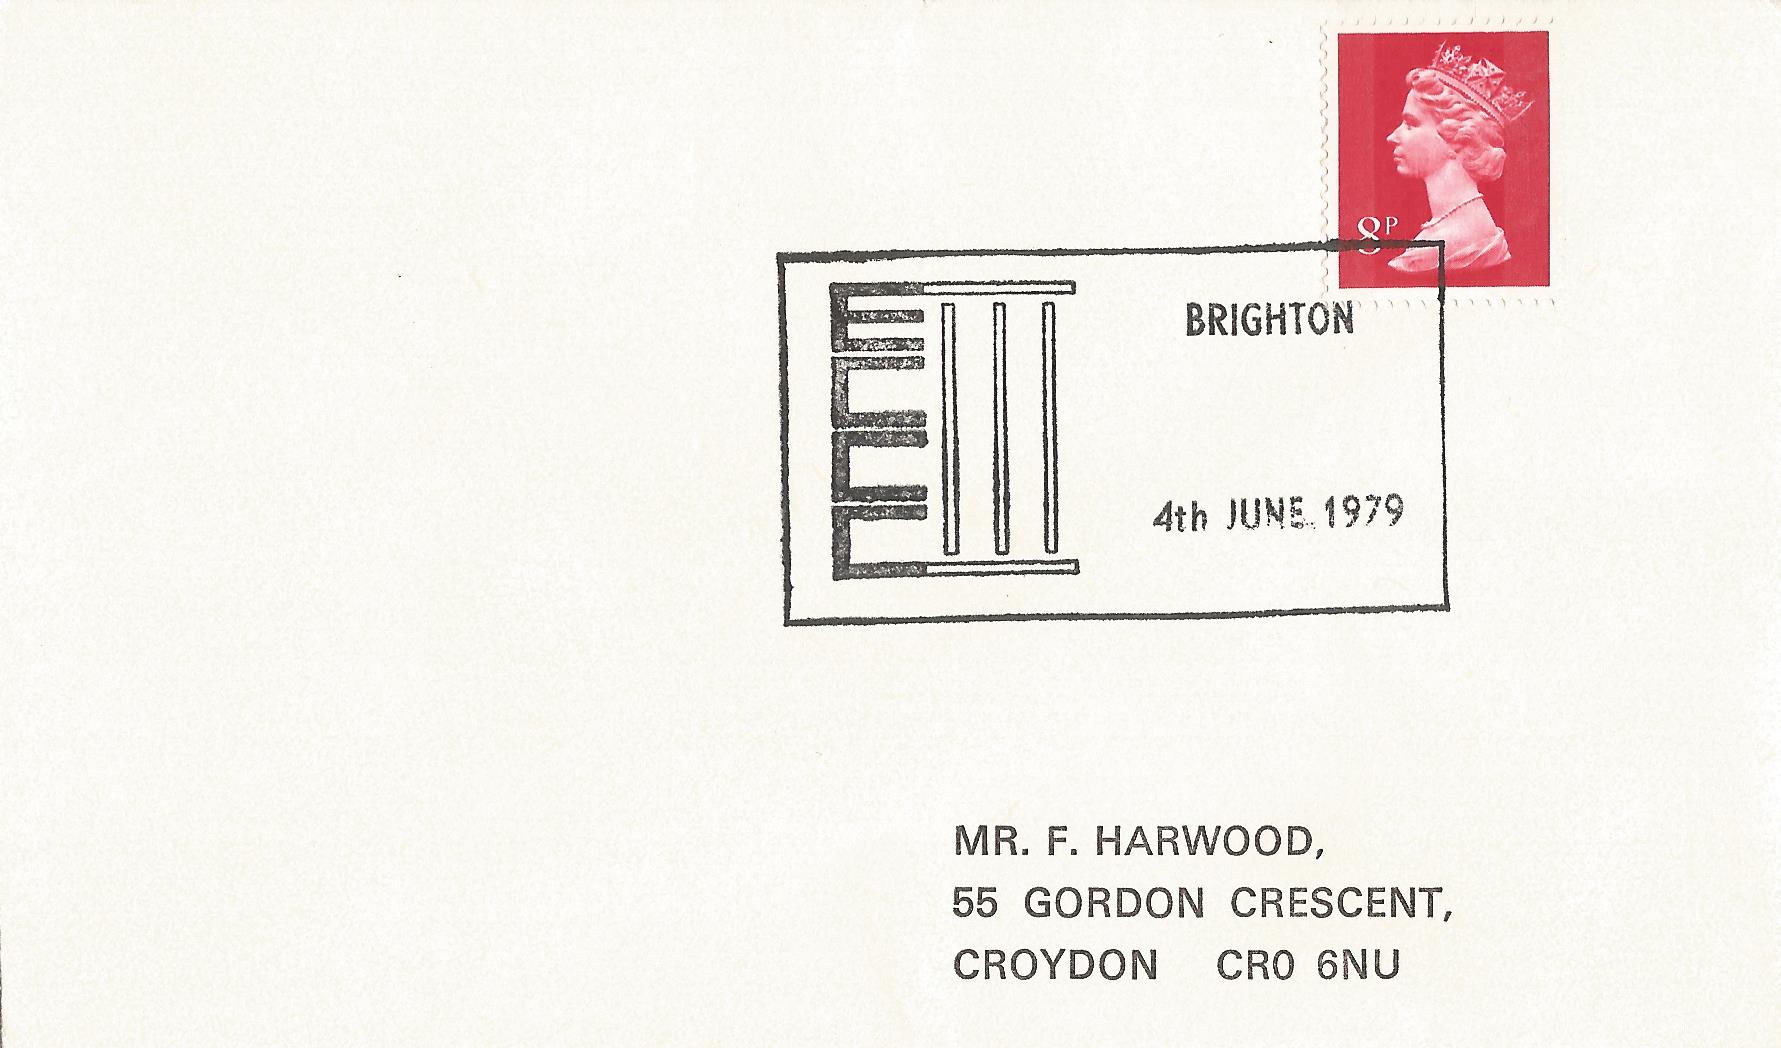 8P
BRIGHTON
4th JUNE 1979
MR. F. HARWOOD,
55 GORDON CRESCENT,
CROYDON CR0 6NU